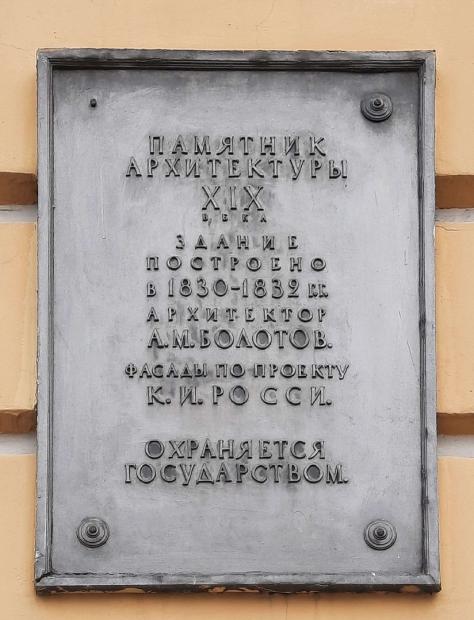 ПАМЯТНИК
АРХИТЕКТУРЫ
XIX
ВЕКА
ЗДАНИЕ
ПОСТРОЕНО
В 1830-1832 ГГ.
АРХИТЕКТОР
А.М.БОЛОТОВ.
ФАСАДЫ ПО ПРОЕКТУ
К.И.РОССИ.
ОХРАНЯЕТСЯ
ГОСУДАРСТВОМ.